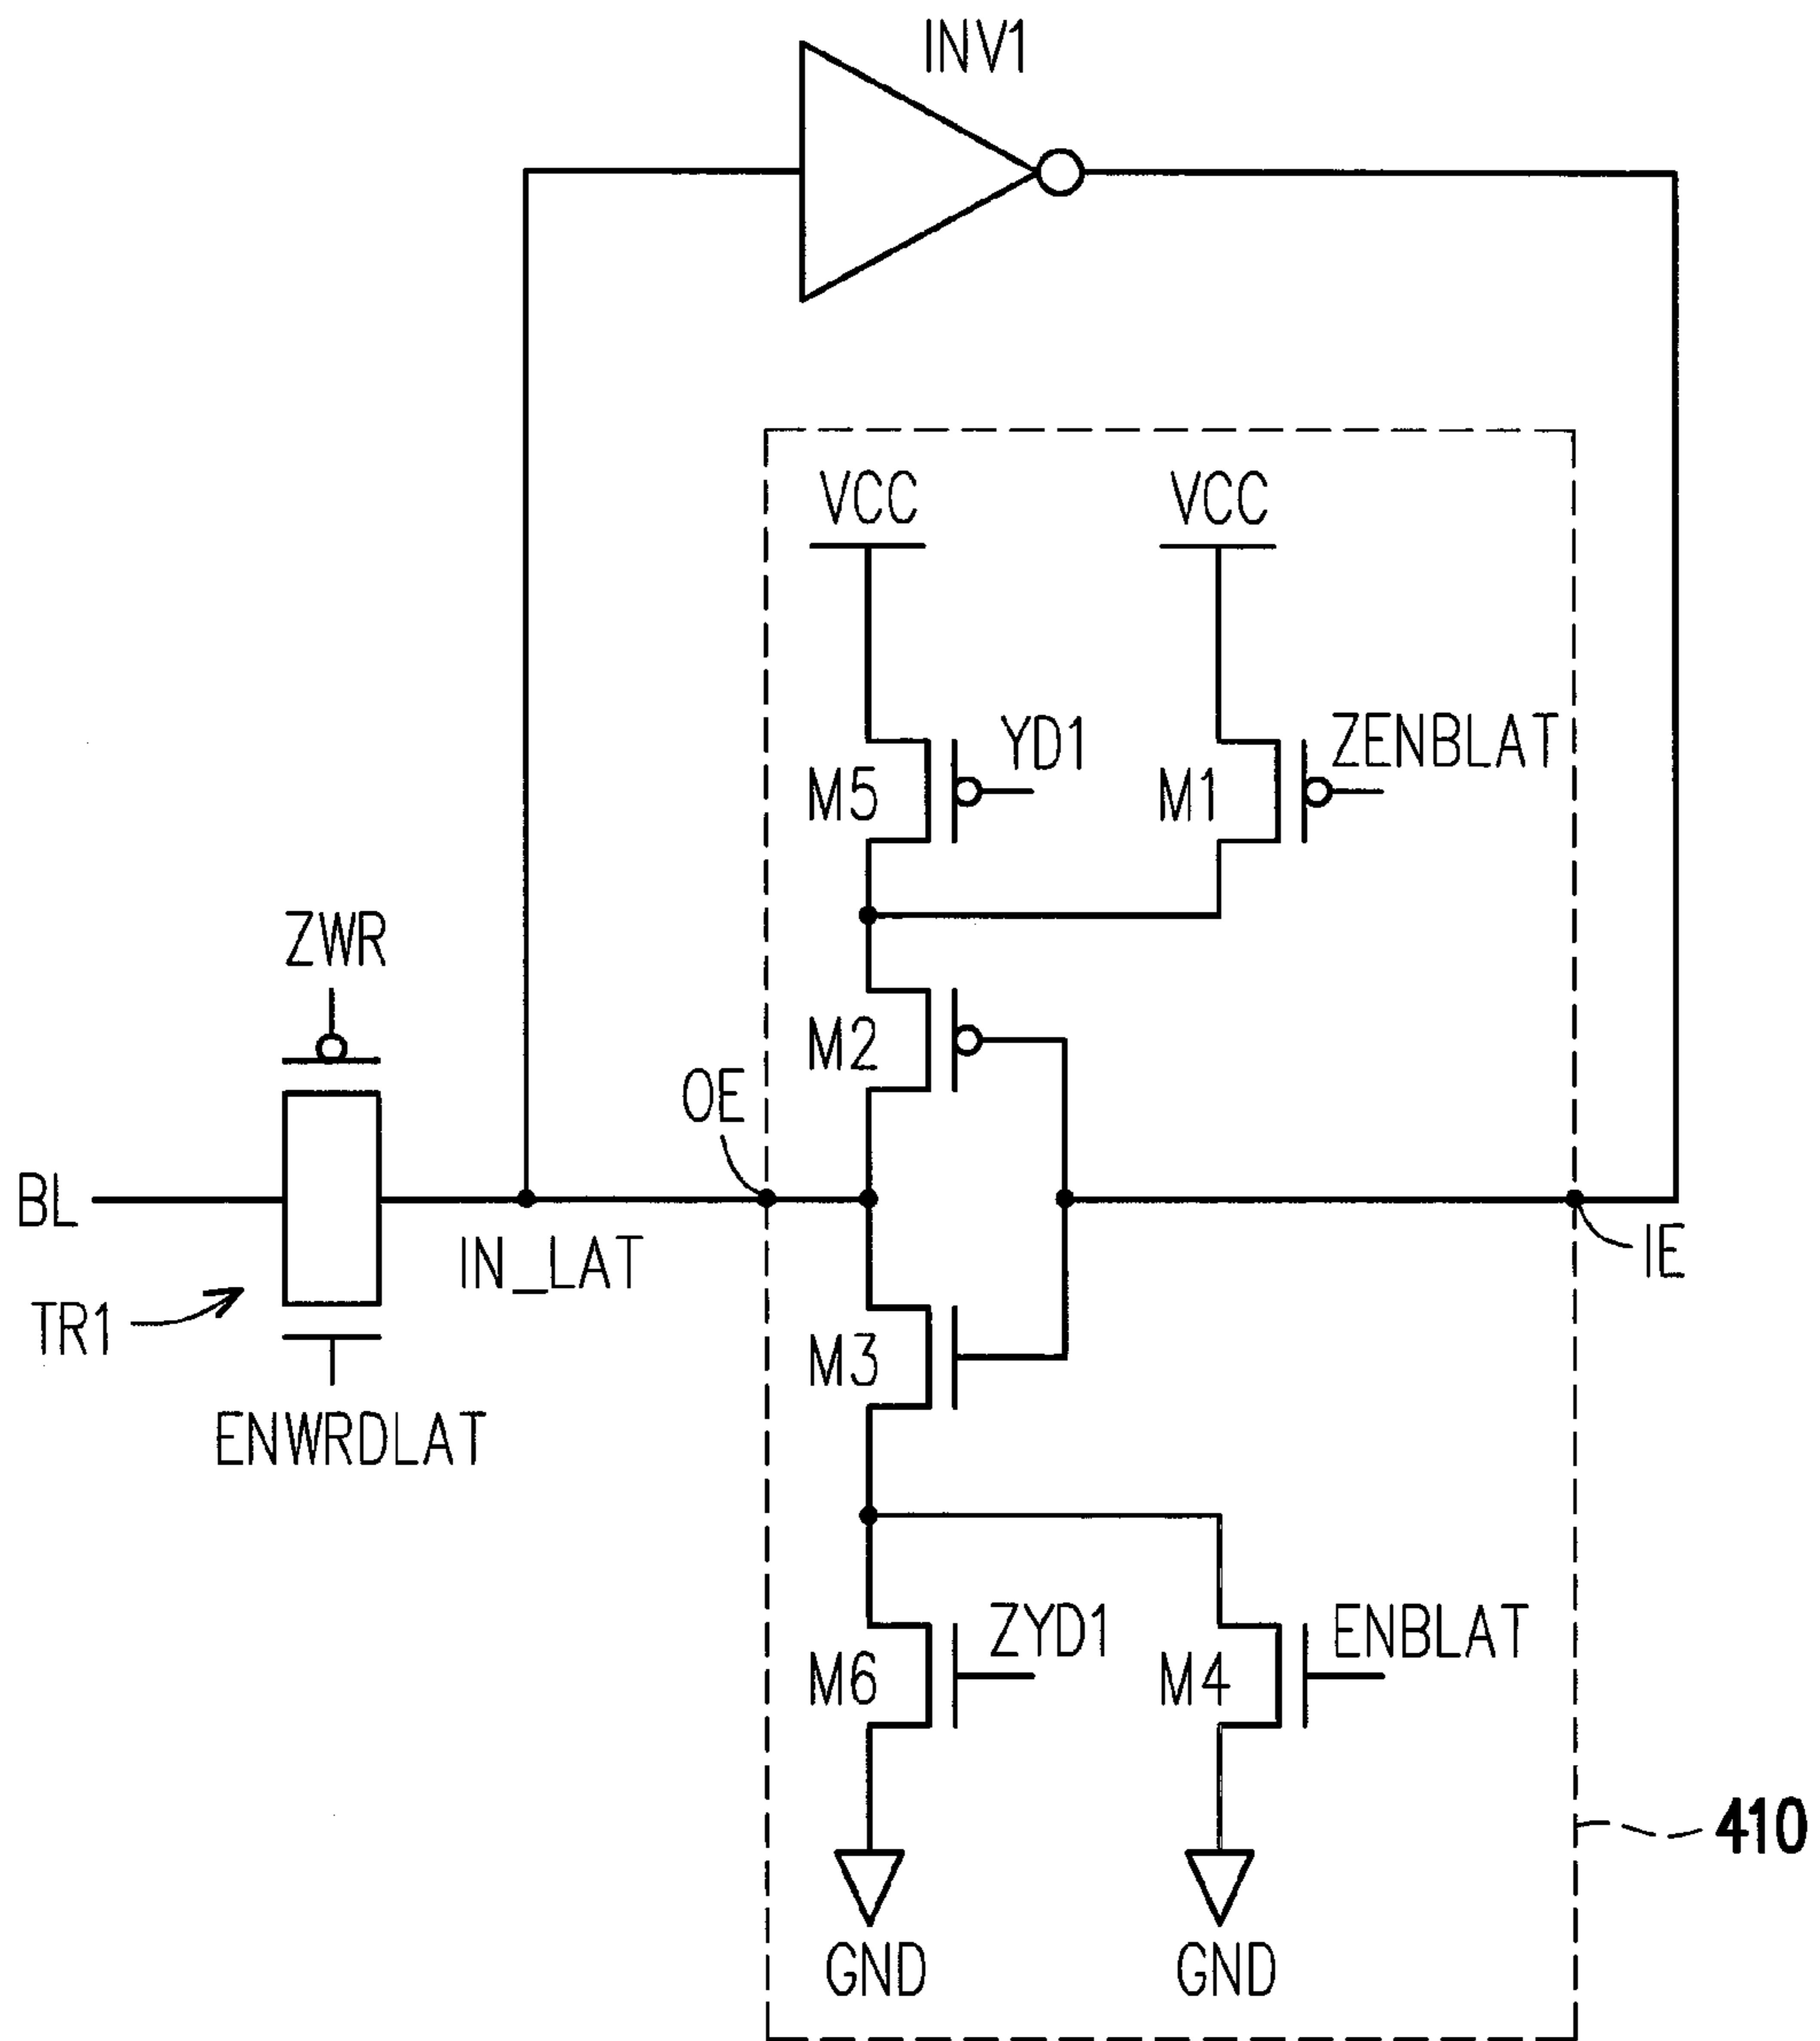 INV1
VCC VCC
YD1 ZENBLAT
M5 M1
ZWR
M2
OE
BL
IN_LAT IE
TR1
M3
ENWRDLAT
ZYD1 ENBLAT
M6 M4
410
GND GND